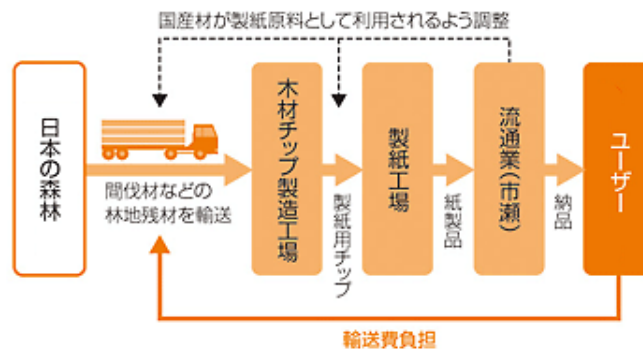 国産材が製紙原料として利用されるよう調整
日本の森林
間伐材などの
林地残材を輸送
木材チップ製造工場
製紙用チップ
製紙工場
紙製品
流通業(市瀬)
納品
ユーザー
輸送費負担